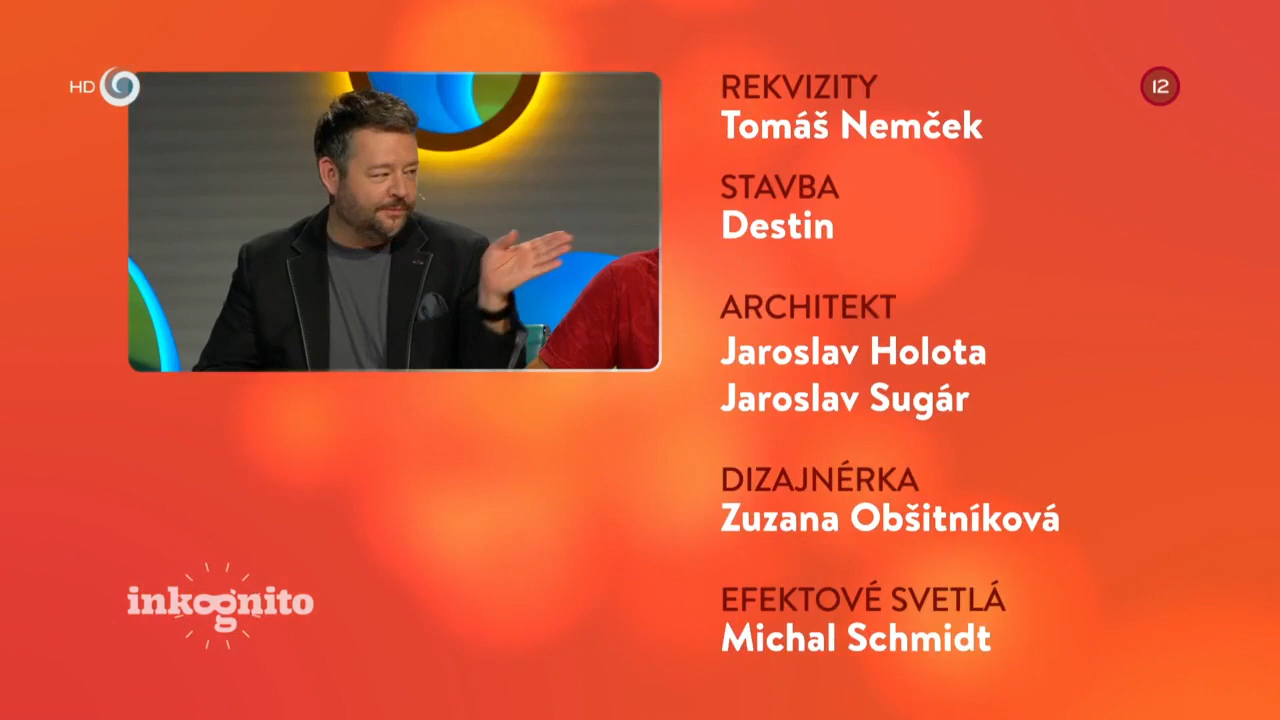 HD
12
REKVIZITY
Tomáš Nemček
STAVBA
Destin
ARCHITEKT
Jaroslav Holota
Jaroslav Sugár
DIZAJNÉRKA
Zuzana Obšitníková
EFEKTOVÉ SVETLÁ
Michal Schmidt
inkognito